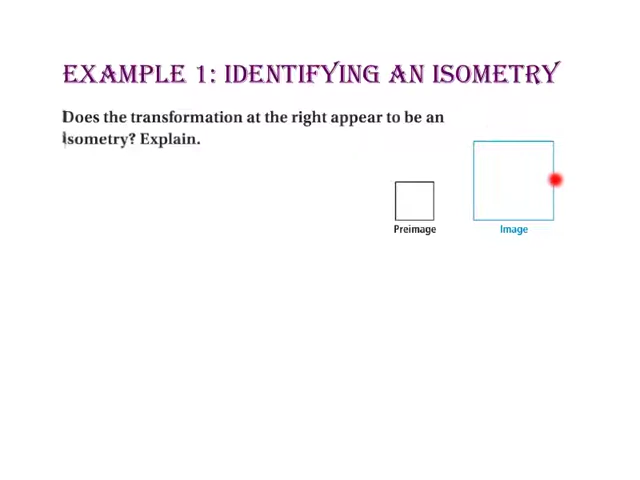 EXAMPLE 1: IDENTIFYING AN ISOMETRY
Does the transformation at the right appear to be an
isometry? Explain.
Preimage
Image